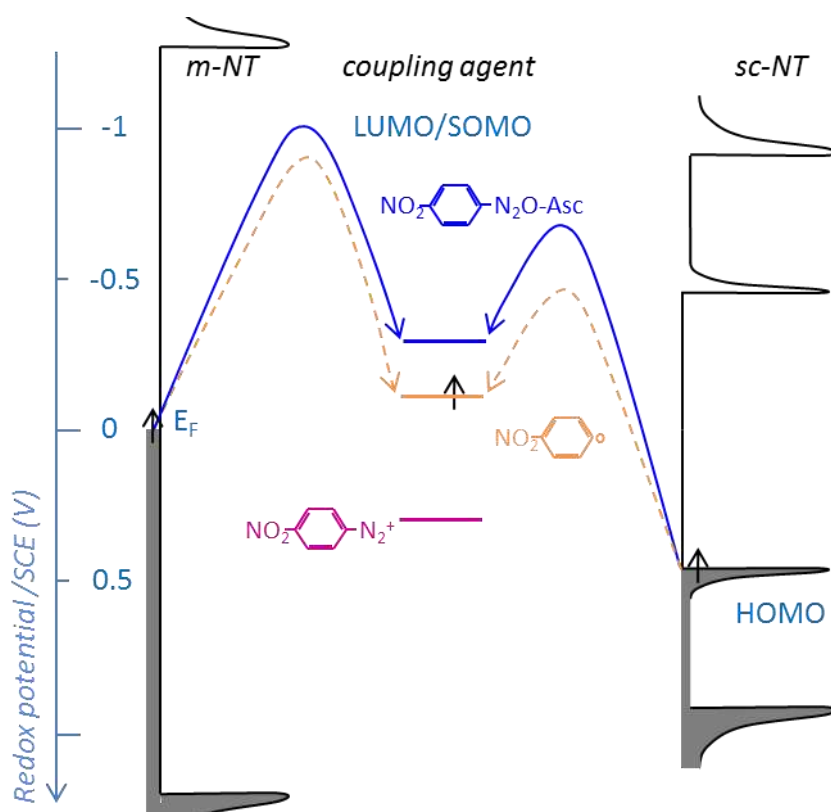 m-NT
coupling agent
sc-NT
LUMO/SOMO
-1
NO₂ N₂O-Asc
-0.5
0
E_F
NO₂ °
NO₂ N₂⁺
0.5
HOMO
Redox potential /SCE (V)